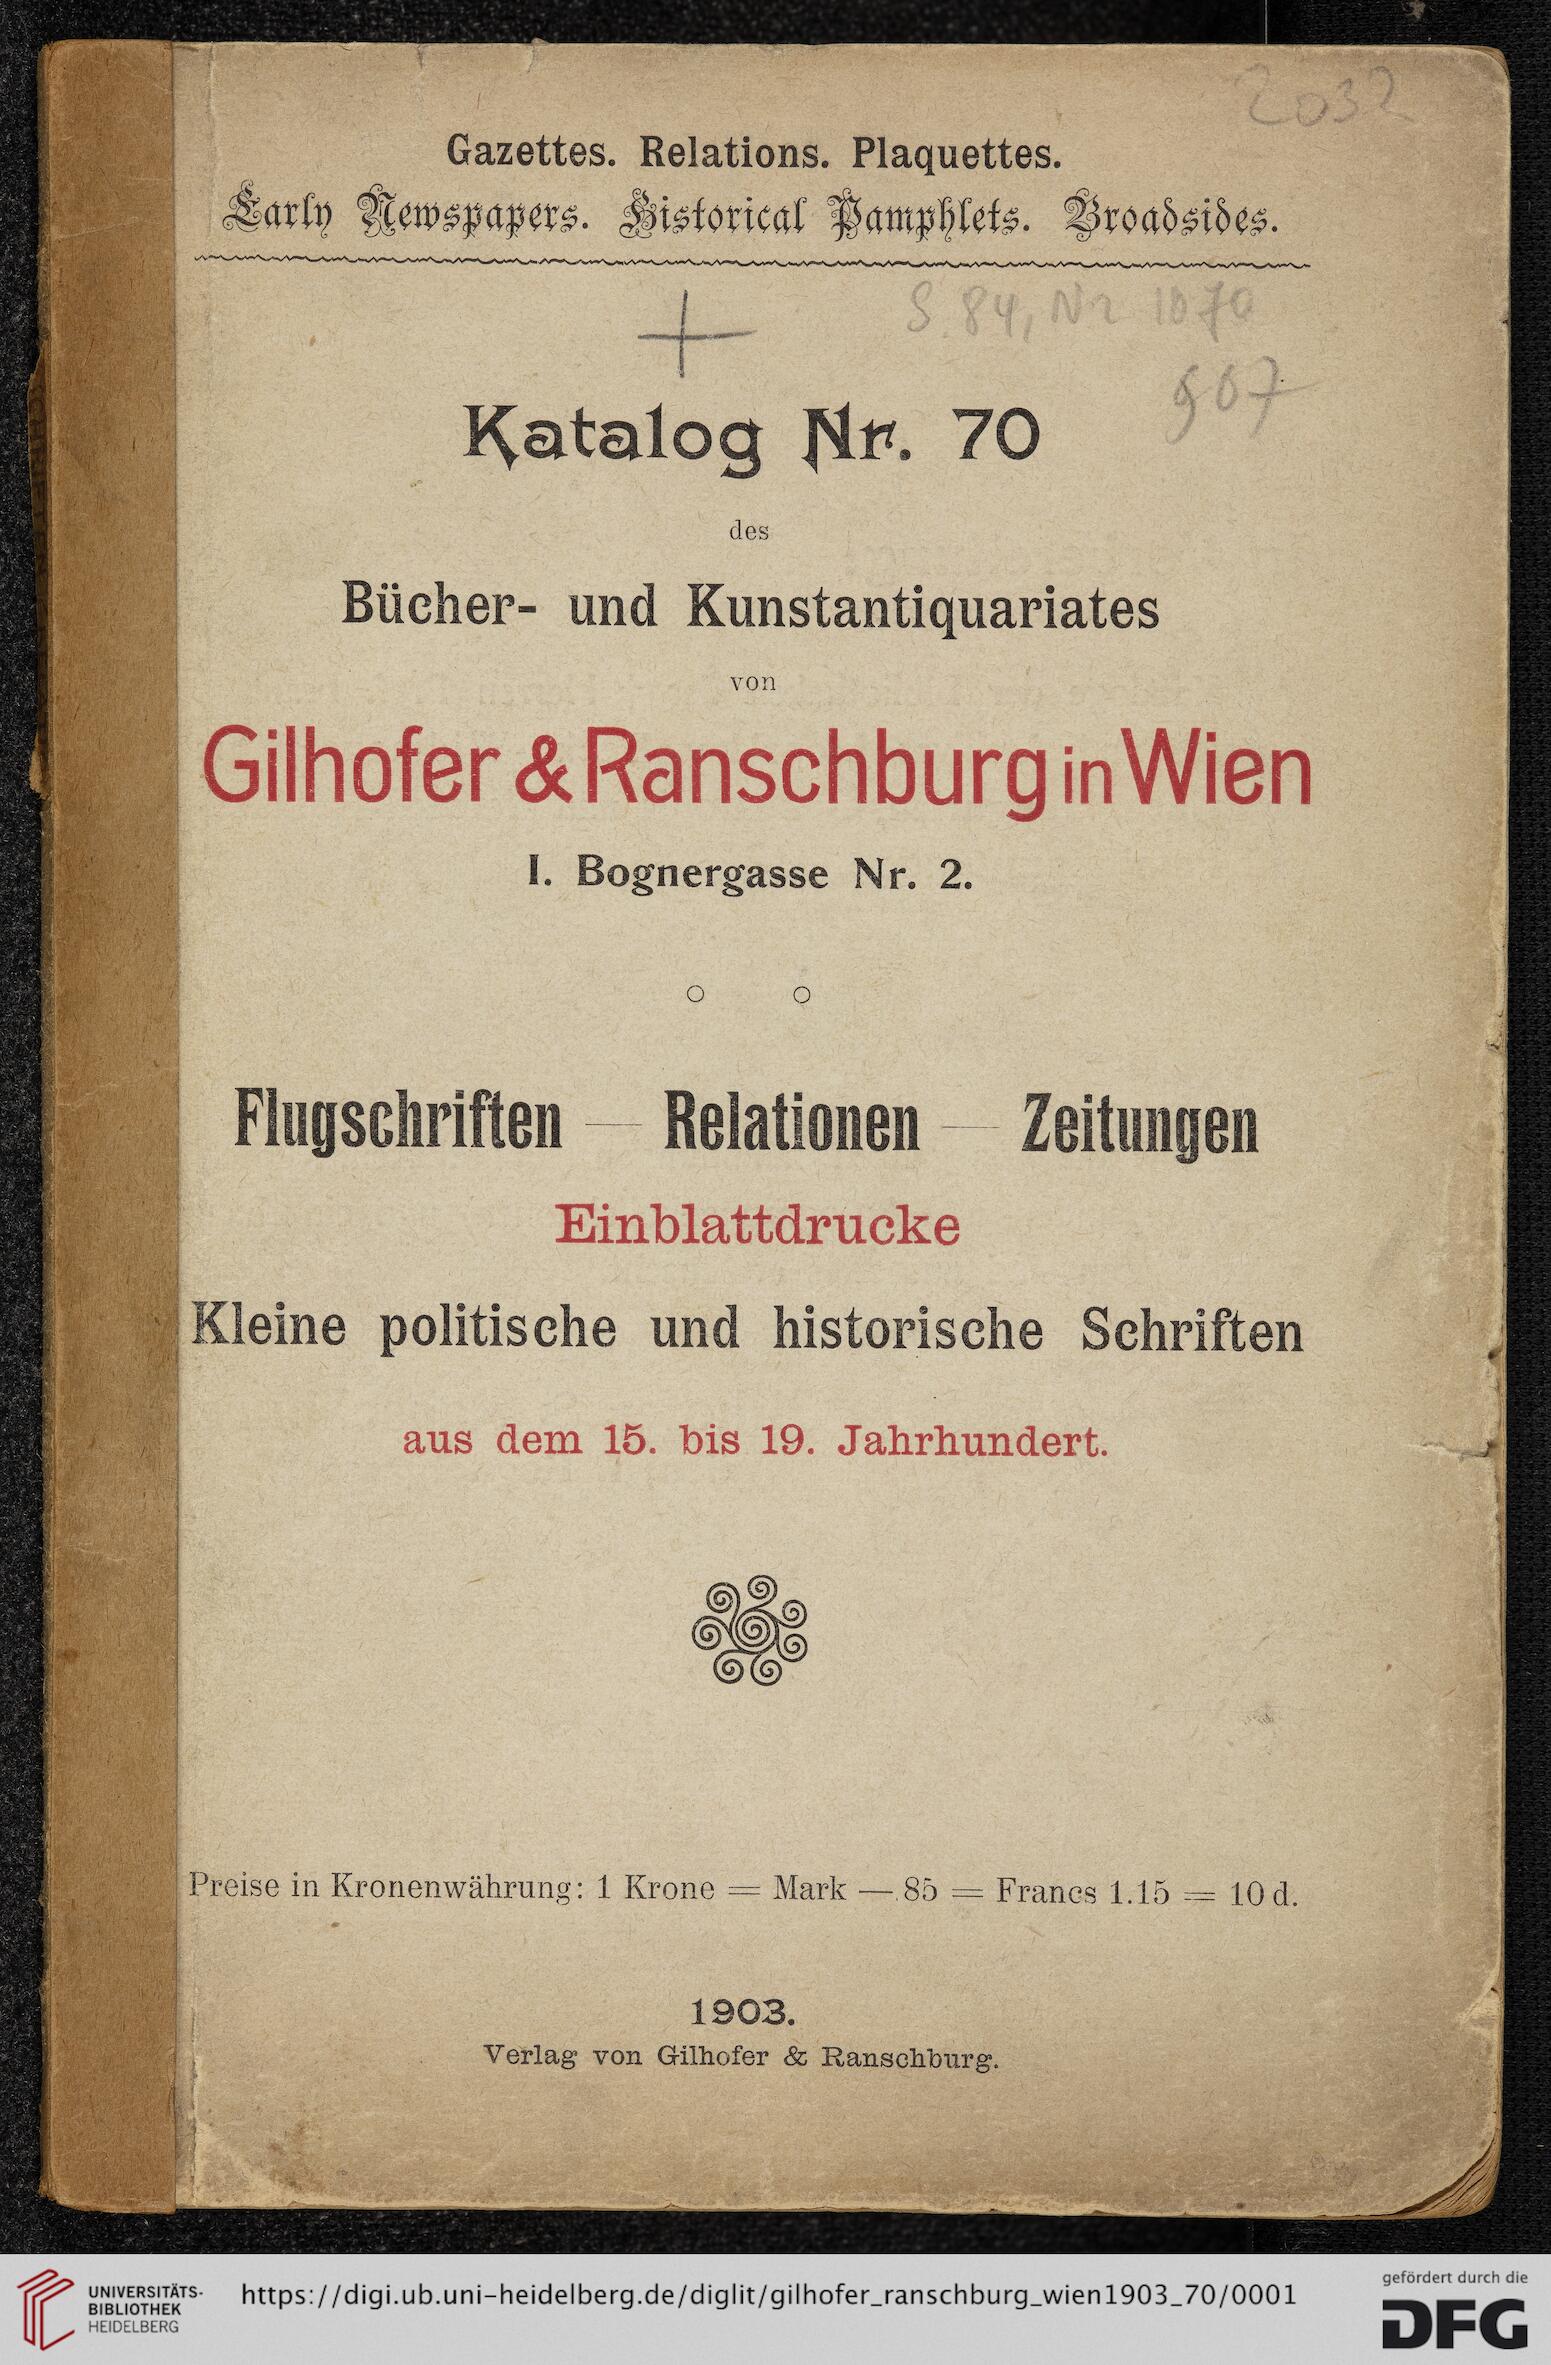 2032
Gazettes. Relations. Plaquettes.
Early Newspapers. Historical Pamphlets. Broadsides.
S. 84, Nr 1070
907
Katalog Nr. 70
des
Bücher- und Kunstantiquariates
von
Gilhofer & Ranschburg in Wien
I. Bognergasse Nr. 2.
Flugschriften — Relationen — Zeitungen
Einblattdrucke
Kleine politische und historische Schriften
aus dem 15. bis 19. Jahrhundert.
Preise in Kronenwährung: 1 Krone = Mark —.85 = Francs 1.15 = 10 d.
1903.
Verlag von Gilhofer & Ranschburg.
UNIVERSITÄTS-
BIBLIOTHEK
HEIDELBERG
https://digi.ub.uni-heidelberg.de/diglit/gilhofer_ranschburg_wien1903_70/0001
gefördert durch die
DFG